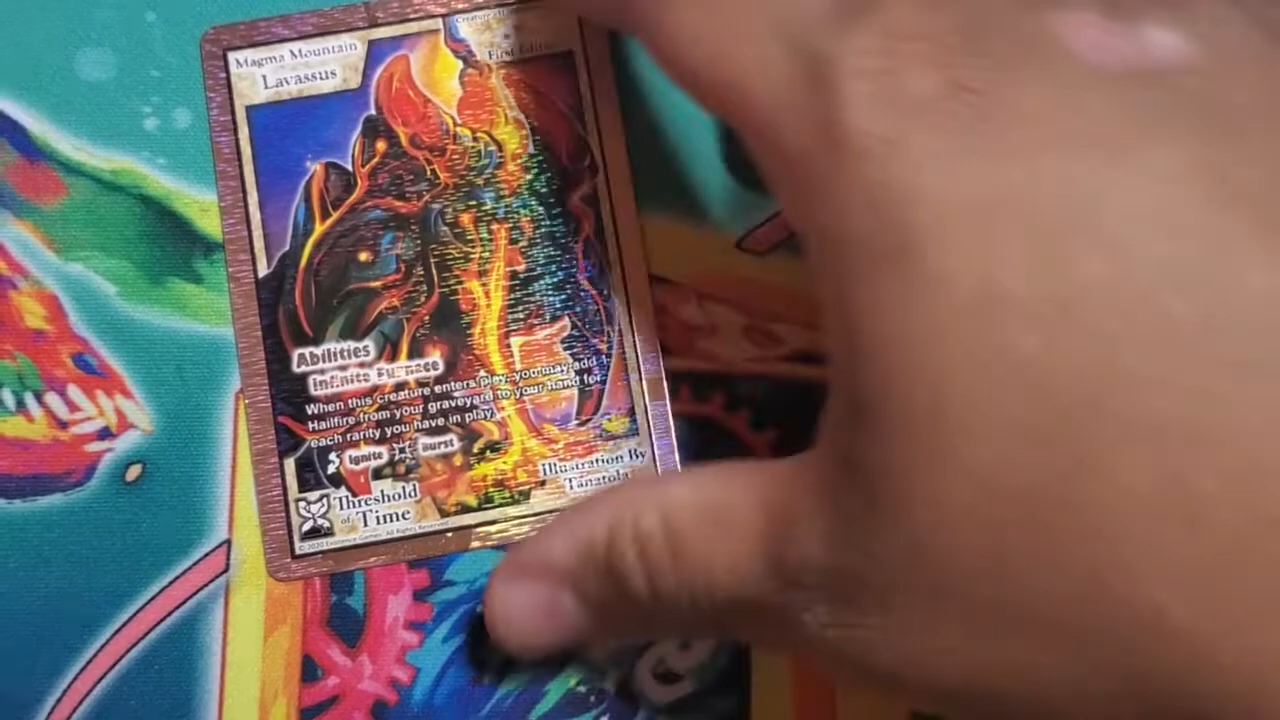 Magma Mountain
Lavassus
First Edition
Abilities
Infinite Furnace
When this creature enters play, you may add 1
Hailfire from your graveyard to your hand for
each rarity you have in play.
Ignite Burst
Illustration By
Tanatola
Threshold
of Time
© 2020 Existence Games. All Rights Reserved